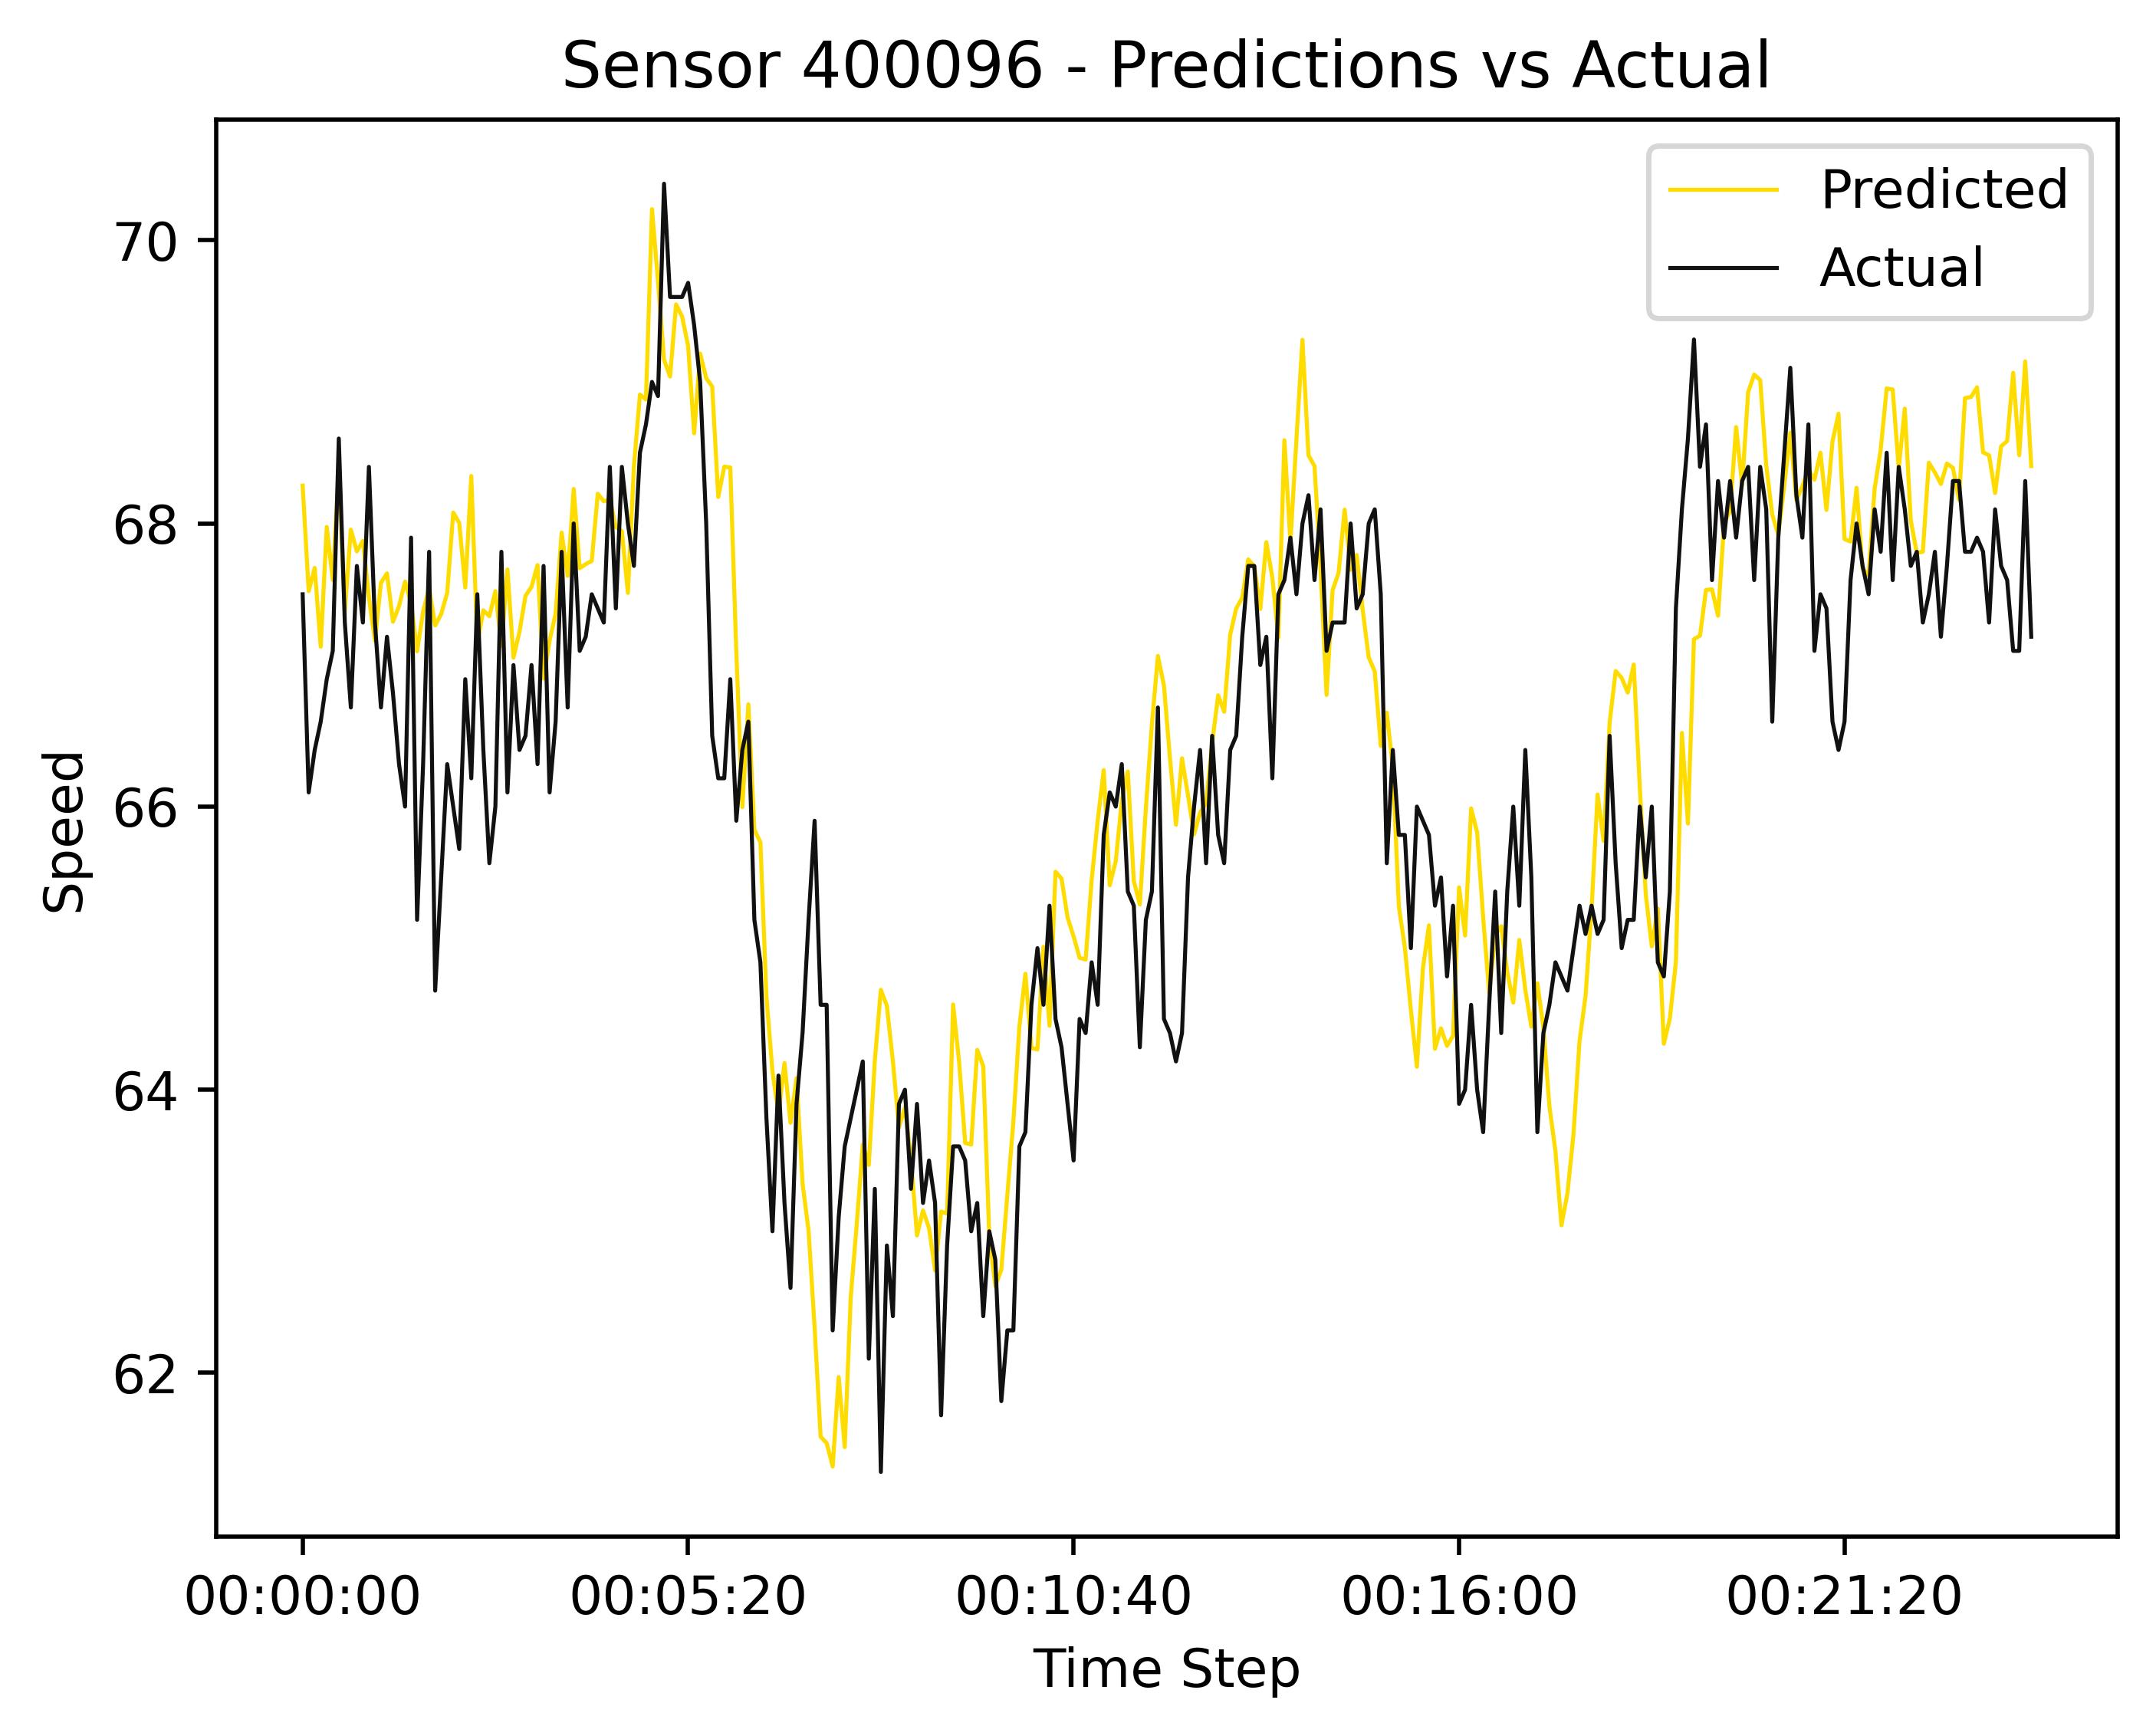 Sensor 400096 - Predictions vs Actual
Predicted
Actual
70
68
66
64
62
Speed
00:00:00 00:05:20 00:10:40 00:16:00 00:21:20
Time Step